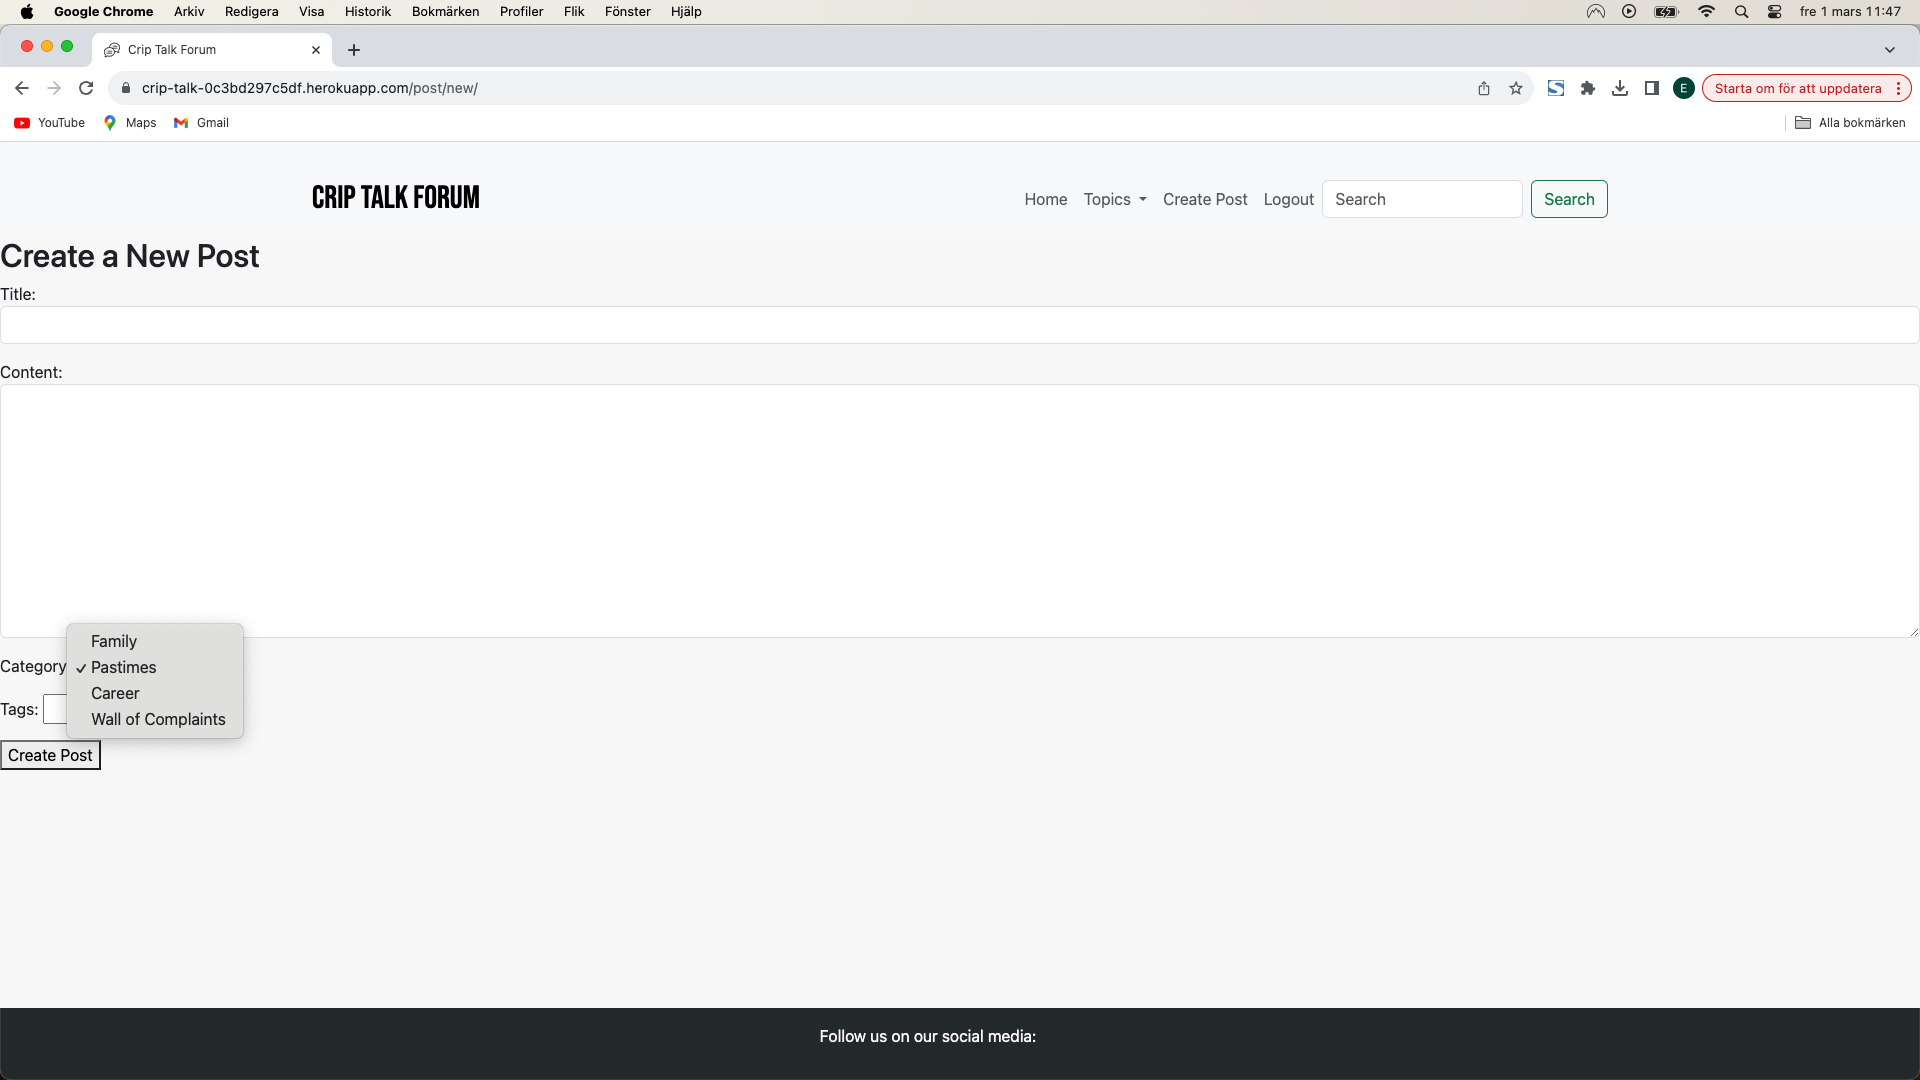 Google Chrome Arkiv Redigera Visa Historik Bokmärken Profiler Flik Fönster Hjälp fre 1 mars 11:47
Crip Talk Forum
crip-talk-0c3bd297c5df.herokuapp.com/post/new/ E Starta om för att uppdatera
YouTube Maps Gmail Alla bokmärken
CRIP TALK FORUM Home Topics Create Post Logout Search Search
Create a New Post
Title:
Content:
Family
Category Pastimes
Career
Tags: Wall of Complaints
Create Post
Follow us on our social media: